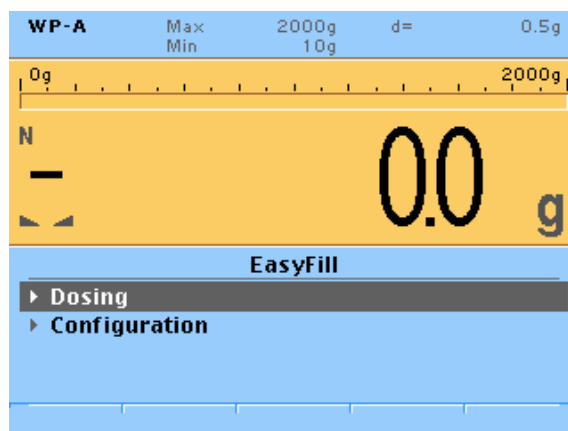 WP-A Max 2000g d= 0.5g
Min 10g
0g 2000g
N
- 0.0 g
EasyFill
Dosing
Configuration